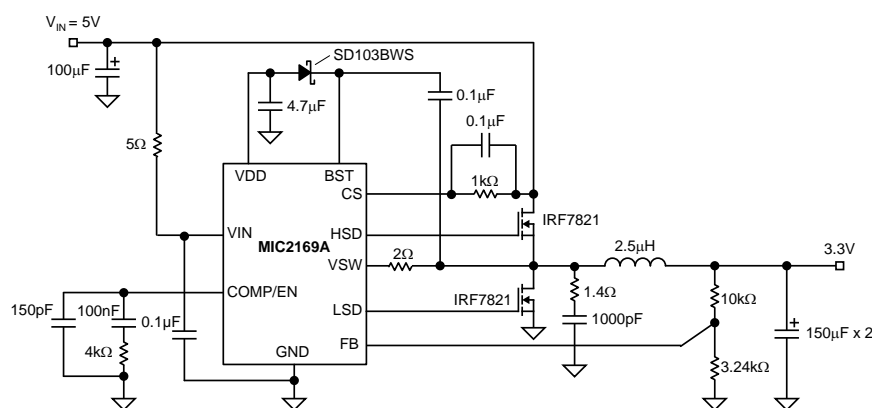 VIN = 5V
100µF
SD103BWS
4.7µF
0.1µF
0.1µF
5Ω
1kΩ
VDD
BST
CS
HSD
IRF7821
VIN
MIC2169A
VSW
2Ω
2.5µH
3.3V
COMP/EN
IRF7821
1.4Ω
10kΩ
150pF
100nF
0.1µF
LSD
1000pF
150µF x 2
4kΩ
GND
FB
3.24kΩ